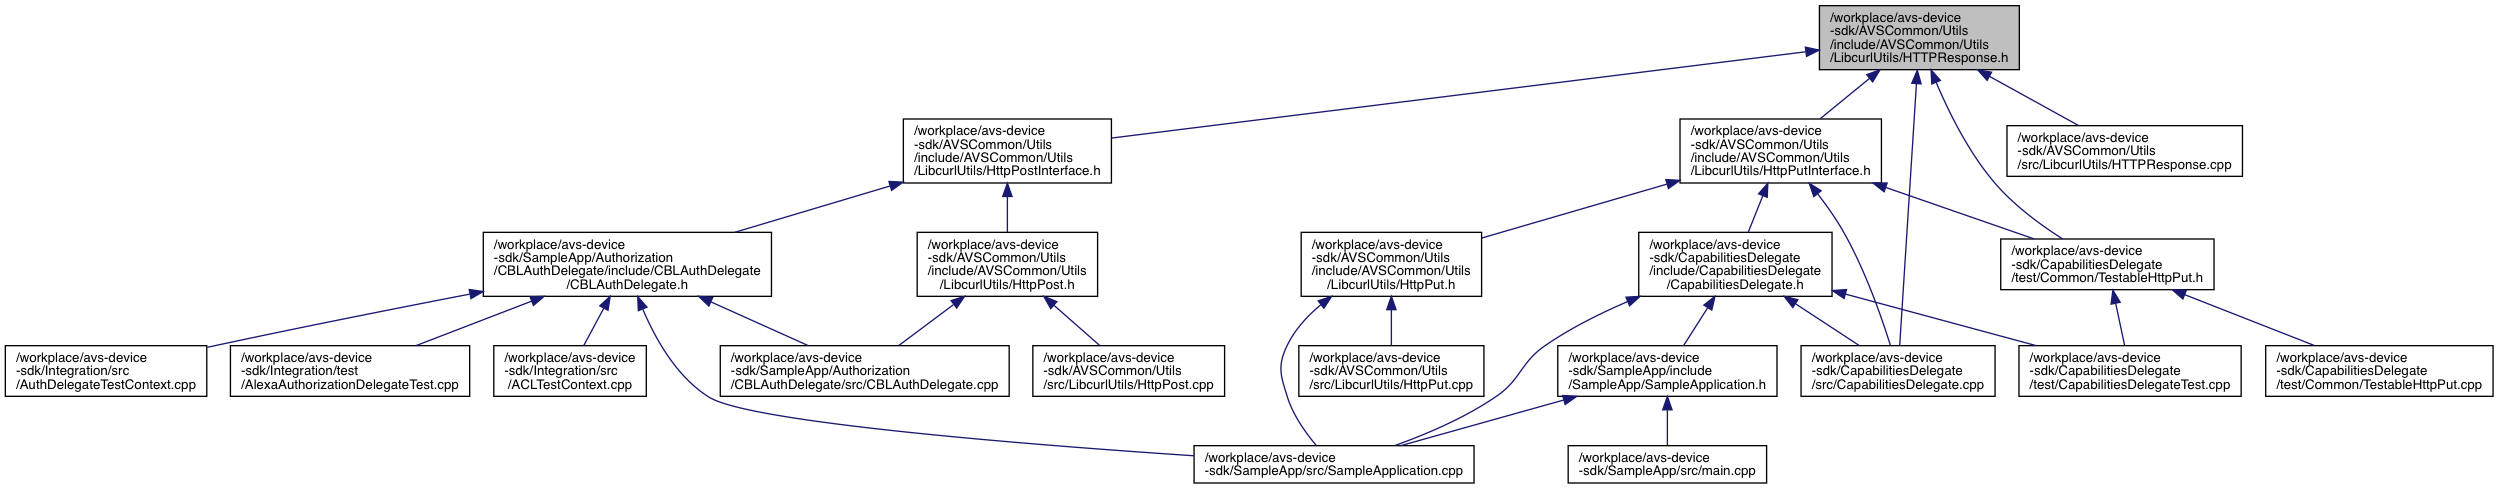 /workplace/avs-device
-sdk/AVSCommon/Utils
/include/AVSCommon/Utils
/LibcurlUtils/HTTPResponse.h
/workplace/avs-device
-sdk/AVSCommon/Utils
/include/AVSCommon/Utils
/LibcurlUtils/HttpPostInterface.h
/workplace/avs-device
-sdk/AVSCommon/Utils
/include/AVSCommon/Utils
/LibcurlUtils/HttpPutInterface.h
/workplace/avs-device
-sdk/AVSCommon/Utils
/src/LibcurlUtils/HTTPResponse.cpp
/workplace/avs-device
-sdk/SampleApp/Authorization
/CBLAuthDelegate/include/CBLAuthDelegate
/CBLAuthDelegate.h
/workplace/avs-device
-sdk/AVSCommon/Utils
/include/AVSCommon/Utils
/LibcurlUtils/HttpPost.h
/workplace/avs-device
-sdk/AVSCommon/Utils
/include/AVSCommon/Utils
/LibcurlUtils/HttpPut.h
/workplace/avs-device
-sdk/CapabilitiesDelegate
/include/CapabilitiesDelegate
/CapabilitiesDelegate.h
/workplace/avs-device
-sdk/CapabilitiesDelegate
/test/Common/TestableHttpPut.h
/workplace/avs-device
-sdk/Integration/src
/AuthDelegateTestContext.cpp
/workplace/avs-device
-sdk/Integration/test
/AlexaAuthorizationDelegateTest.cpp
/workplace/avs-device
-sdk/Integration/src
/ACLTestContext.cpp
/workplace/avs-device
-sdk/SampleApp/Authorization
/CBLAuthDelegate/src/CBLAuthDelegate.cpp
/workplace/avs-device
-sdk/AVSCommon/Utils
/src/LibcurlUtils/HttpPost.cpp
/workplace/avs-device
-sdk/AVSCommon/Utils
/src/LibcurlUtils/HttpPut.cpp
/workplace/avs-device
-sdk/SampleApp/include
/SampleApp/SampleApplication.h
/workplace/avs-device
-sdk/CapabilitiesDelegate
/src/CapabilitiesDelegate.cpp
/workplace/avs-device
-sdk/CapabilitiesDelegate
/test/CapabilitiesDelegateTest.cpp
/workplace/avs-device
-sdk/CapabilitiesDelegate
/test/Common/TestableHttpPut.cpp
/workplace/avs-device
-sdk/SampleApp/src/SampleApplication.cpp
/workplace/avs-device
-sdk/SampleApp/src/main.cpp